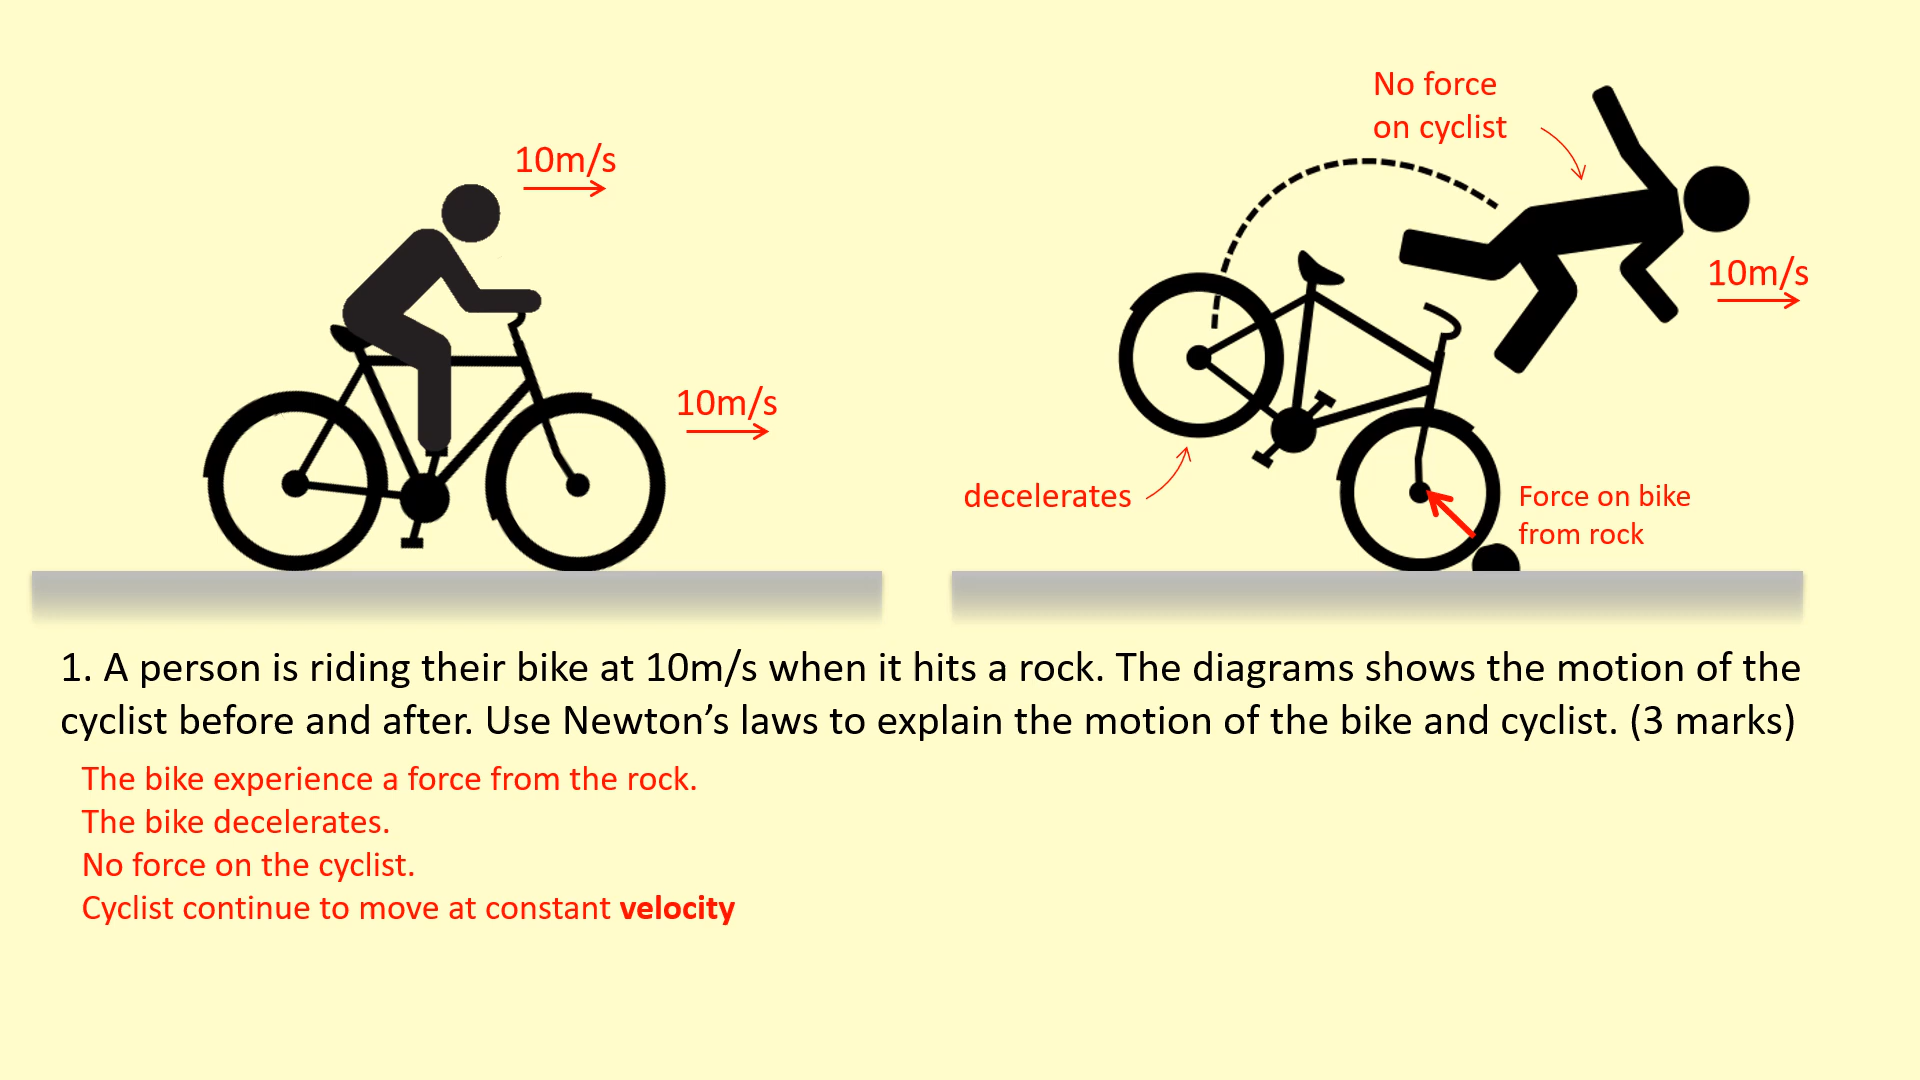 10m/s
10m/s
No force
on cyclist
10m/s
decelerates
Force on bike
from rock
1. A person is riding their bike at 10m/s when it hits a rock. The diagrams shows the motion of the
cyclist before and after. Use Newton’s laws to explain the motion of the bike and cyclist. (3 marks)
The bike experience a force from the rock.
The bike decelerates.
No force on the cyclist.
Cyclist continue to move at constant velocity